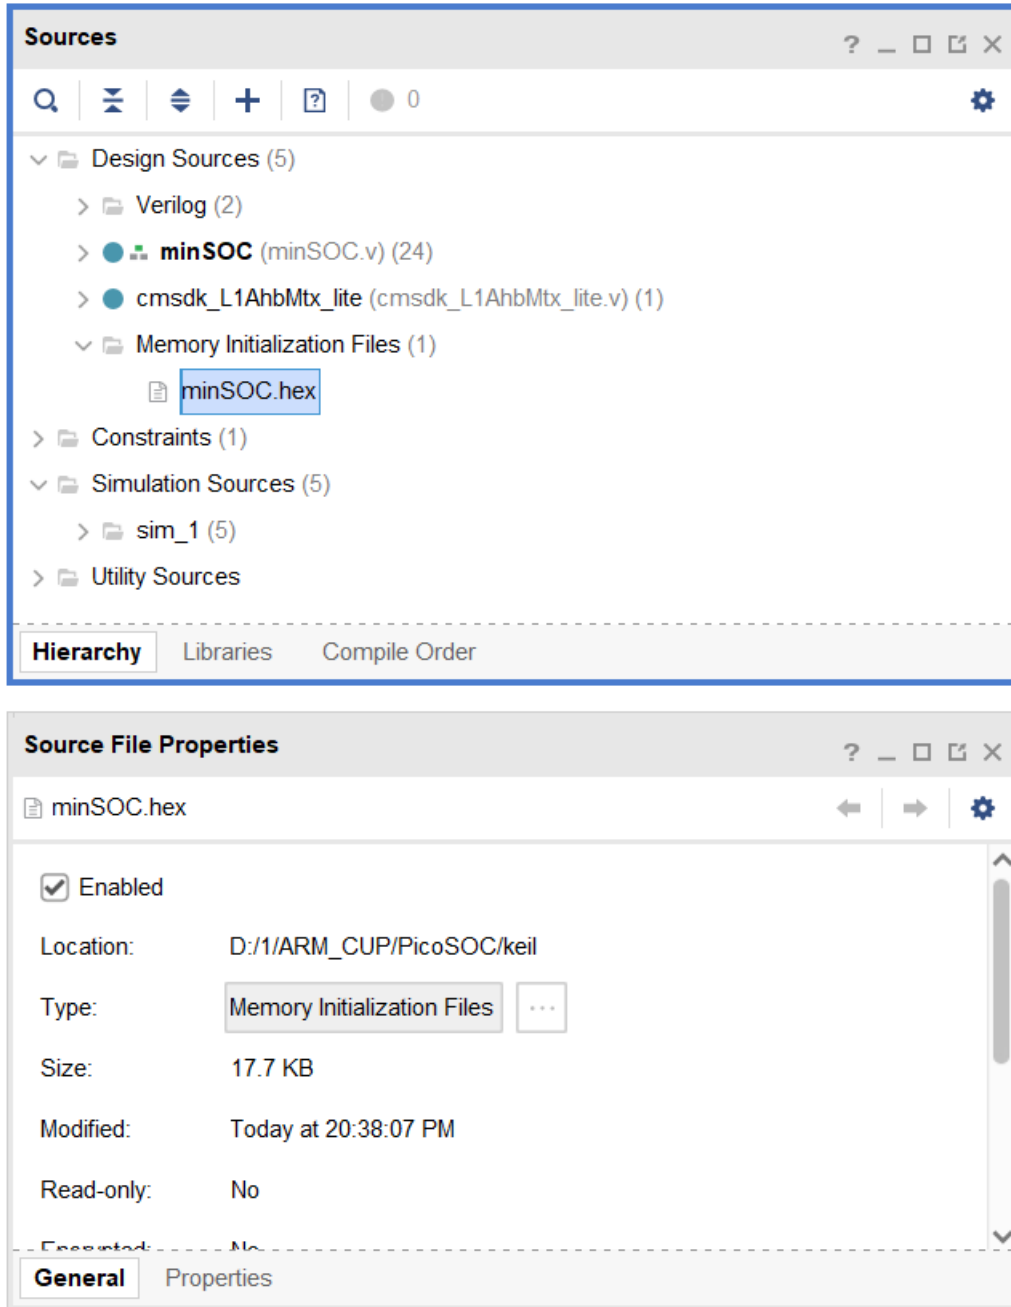 Sources
0
Design Sources (5)
Verilog (2)
minSOC (minSOC.v) (24)
cmsdk_L1AhbMtx_lite (cmsdk_L1AhbMtx_lite.v) (1)
Memory Initialization Files (1)
minSOC.hex
Constraints (1)
Simulation Sources (5)
sim_1 (5)
Utility Sources
Hierarchy Libraries Compile Order
Source File Properties
minSOC.hex
Enabled
Location: D:/1/ARM_CUP/PicoSOC/keil
Type: Memory Initialization Files ...
Size: 17.7 KB
Modified: Today at 20:38:07 PM
Read-only: No
Encrypted: No
General Properties